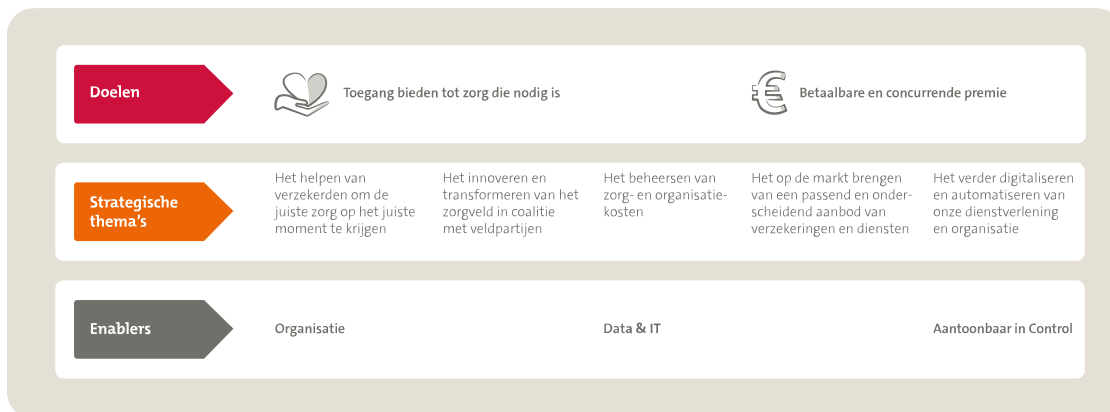 Doelen
Toegang bieden tot zorg die nodig is
€ Betaalbare en concurrende premie
Strategische
thema's
Het helpen van
verzekerden om de
juiste zorg op het juiste
moment te krijgen
Het innoveren en
transformeren van het
zorgveld in coalitie
met veldpartijen
Het beheersen van
zorg- en organisatie-
kosten
Het op de markt brengen
van een passend en onder-
scheidend aanbod van
verzekeringen en diensten
Het verder digitaliseren
en automatiseren van
onze dienstverlening
en organisatie
Enablers
Organisatie
Data & IT
Aantoonbaar in Control